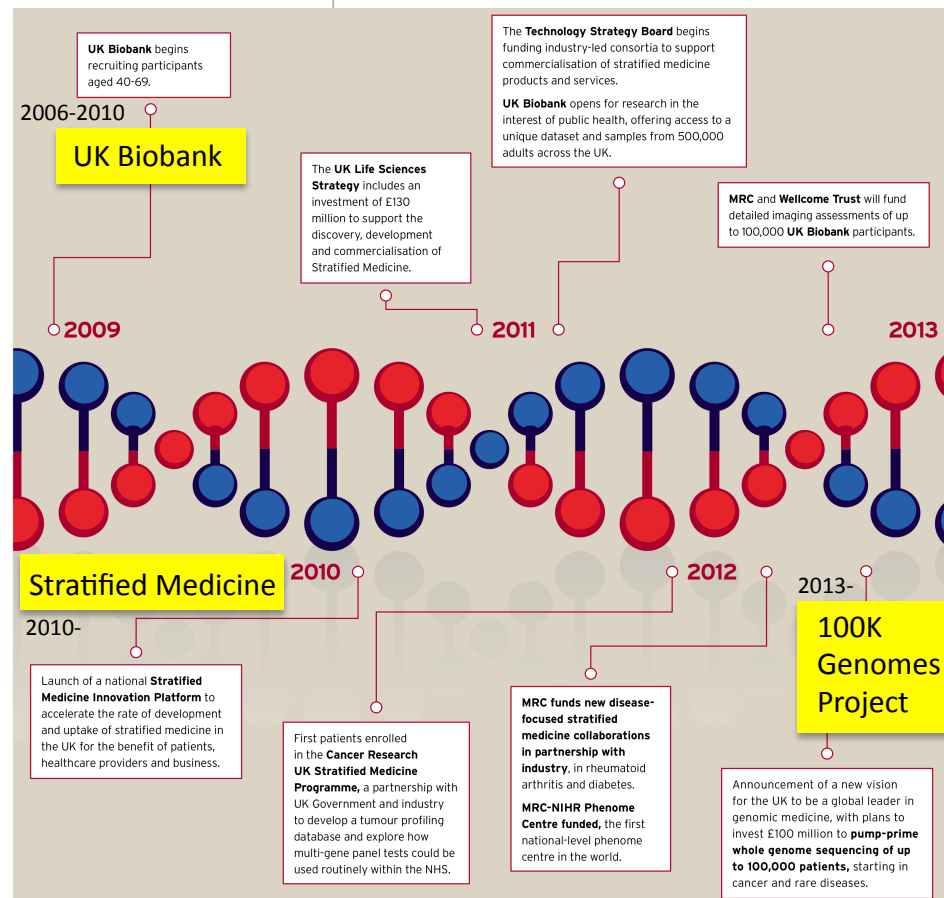 UK Biobank begins
recruiting participants
aged 40-69.
2006-2010
UK Biobank
The UK Life Sciences
Strategy includes an
investment of £130
million to support the
discovery, development
and commercialisation of
Stratified Medicine.
The Technology Strategy Board begins
funding industry-led consortia to support
commercialisation of stratified medicine
products and services.
UK Biobank opens for research in the
interest of public health, offering access to a
unique dataset and samples from 500,000
adults across the UK.
MRC and Wellcome Trust will fund
detailed imaging assessments of up
to 100,000 UK Biobank participants.
2009
2011
2013
Stratified Medicine
2010
2012
2010-
2013-
100K
Genomes
Project
Launch of a national Stratified
Medicine Innovation Platform to
accelerate the rate of development
and uptake of stratified medicine in
the UK for the benefit of patients,
healthcare providers and business.
First patients enrolled
in the Cancer Research
UK Stratified Medicine
Programme, a partnership with
UK Government and industry
to develop a tumour profiling
database and explore how
multi-gene panel tests could be
used routinely within the NHS.
MRC funds new disease-
focused stratified
medicine collaborations
in partnership with
industry, in rheumatoid
arthritis and diabetes.
MRC-NIHR Phenome
Centre funded, the first
national-level phenome
centre in the world.
Announcement of a new vision
for the UK to be a global leader in
genomic medicine, with plans to
invest £100 million to pump-prime
whole genome sequencing of up
to 100,000 patients, starting in
cancer and rare diseases.